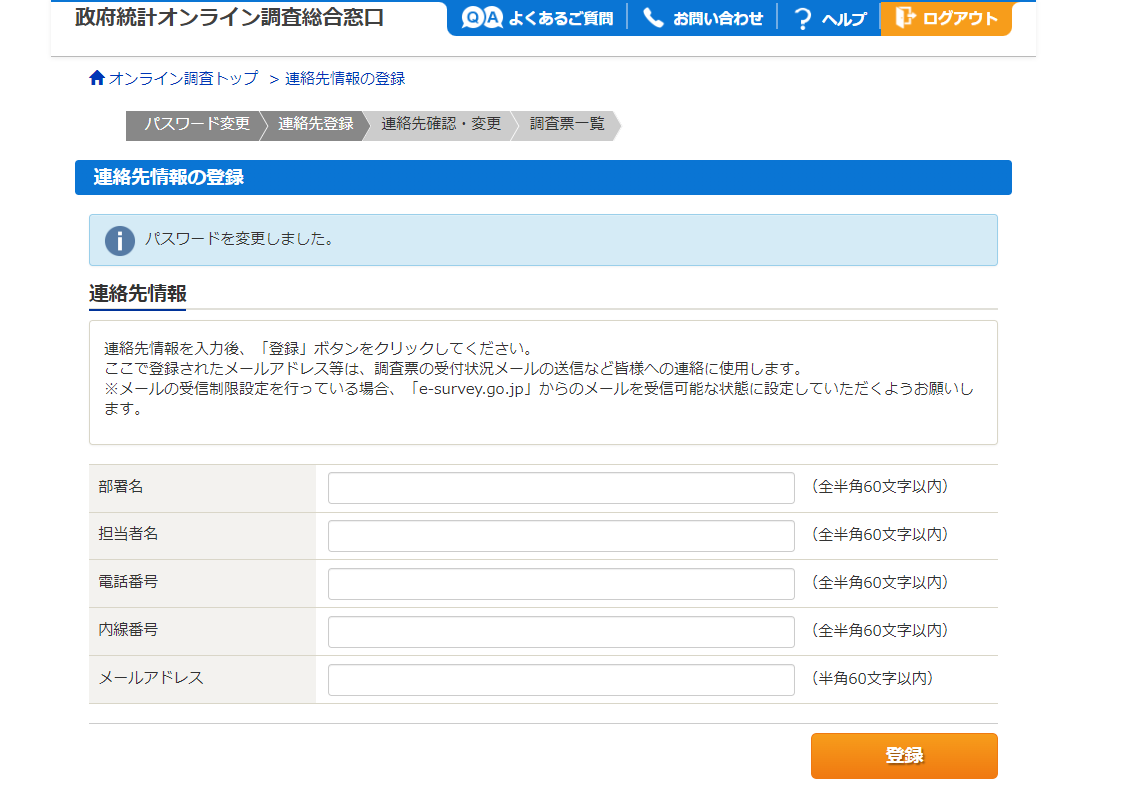 政府統計オンライン調査総合窓口
QA よくあるご質問 お問い合わせ ? ヘルプ ログアウト
オンライン調査トップ > 連絡先情報の登録
パスワード変更 連絡先登録 連絡先確認・変更 調査票一覧
連絡先情報の登録
i パスワードを変更しました。
連絡先情報
連絡先情報を入力後、「登録」ボタンをクリックしてください。
ここで登録されたメールアドレス等は、調査票の受付状況メールの送信など皆様への連絡に使用します。
※メールの受信制限設定を行っている場合、「e-survey.go.jp」からのメールを受信可能な状態に設定していただくようお願いし
ます。
部署名 （全半角60文字以内）
担当者名 （全半角60文字以内）
電話番号 （全半角60文字以内）
内線番号 （全半角60文字以内）
メールアドレス （半角60文字以内）
登録